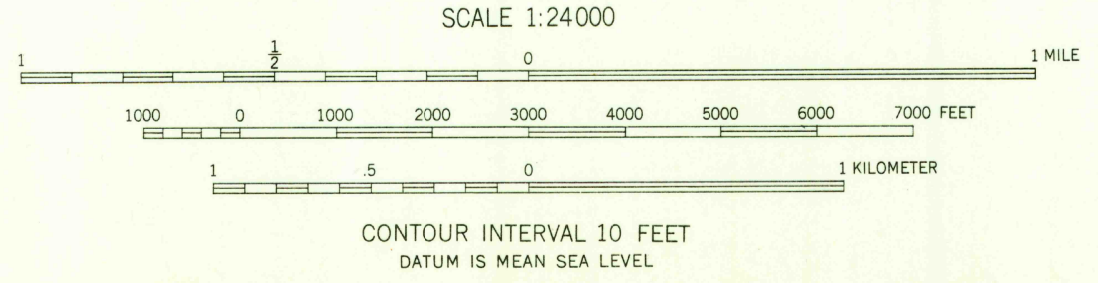 SCALE 1:24000
1 1/2 0 1 MILE
1000 0 1000 2000 3000 4000 5000 6000 7000 FEET
1 .5 0 1 KILOMETER
CONTOUR INTERVAL 10 FEET
DATUM IS MEAN SEA LEVEL